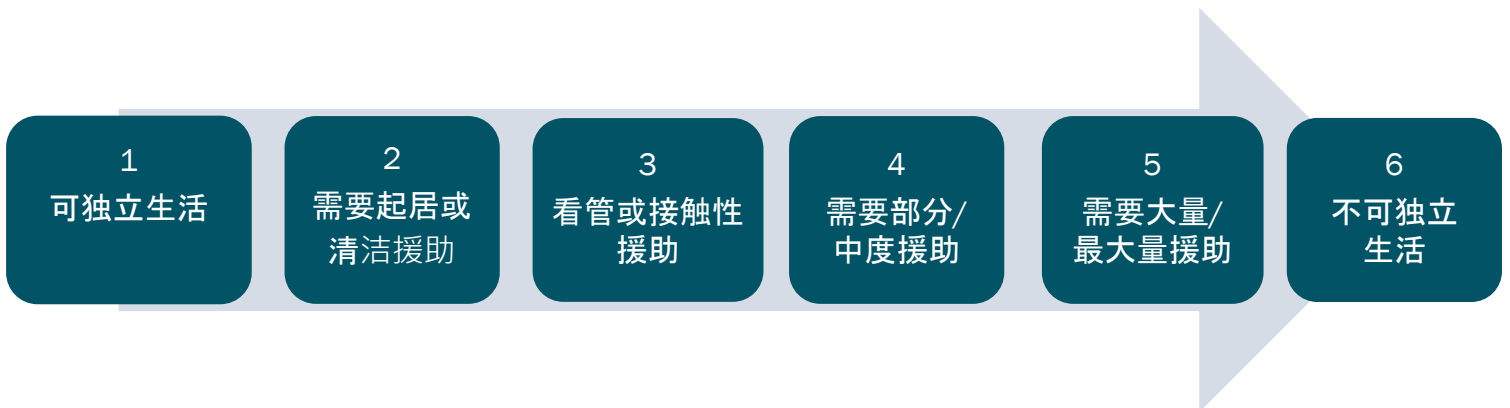 1
可独立生活
2
需要起居或
清洁援助
3
看管或接触性
援助
4
需要部分/
中度援助
5
需要大量/
最大量援助
6
不可独立
生活